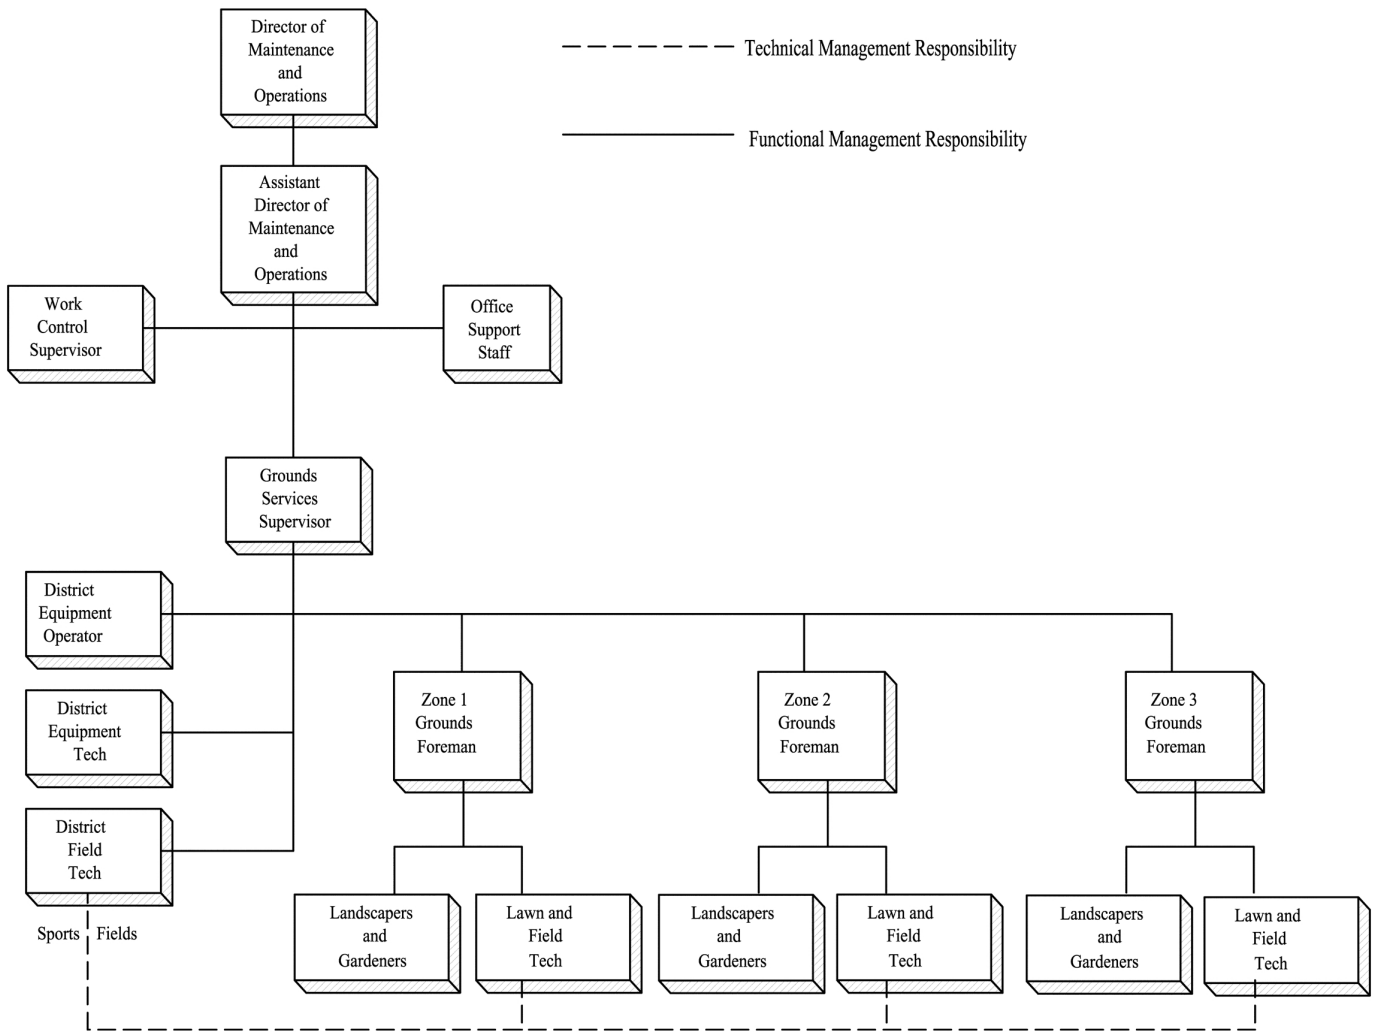 Director of
Maintenance
and
Operations
Technical Management Responsibility
Functional Management Responsibility
Assistant
Director of
Maintenance
and
Operations
Work
Control
Supervisor
Office
Support
Staff
Grounds
Services
Supervisor
District
Equipment
Operator
District
Equipment
Tech
District
Field
Tech
Sports Fields
Zone 1
Grounds
Foreman
Zone 2
Grounds
Foreman
Zone 3
Grounds
Foreman
Landscapers
and
Gardeners
Lawn and
Field
Tech
Landscapers
and
Gardeners
Lawn and
Field
Tech
Landscapers
and
Gardeners
Lawn and
Field
Tech